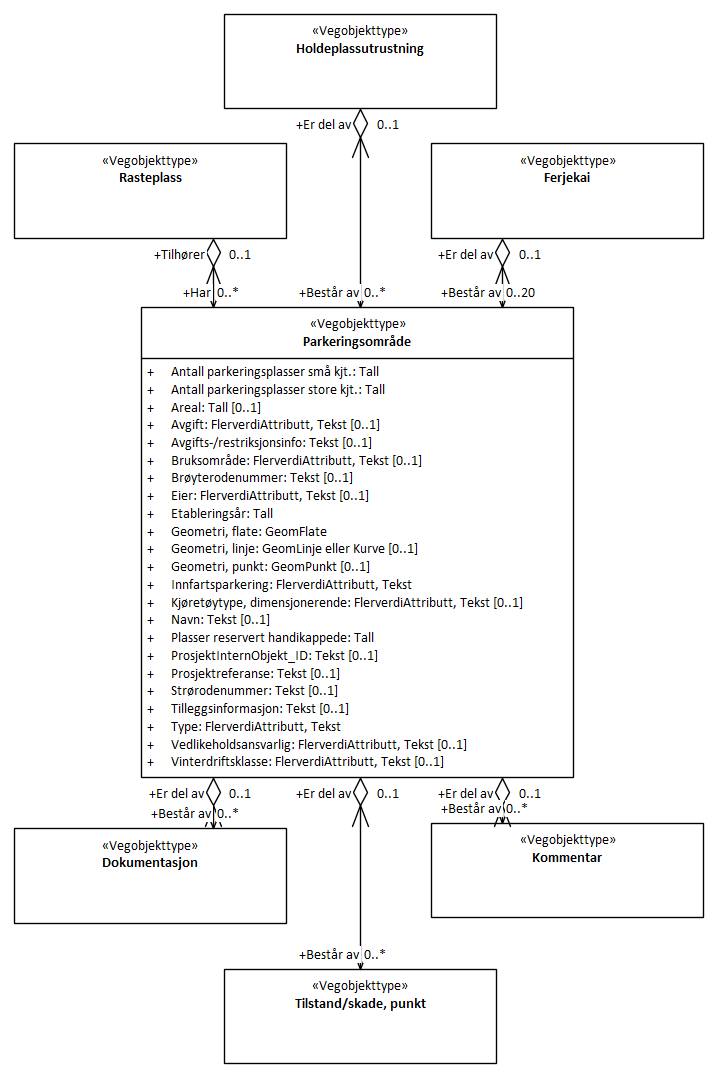 «Vegobjekttype»
Holdeplassutrustning
+Er del av 0..1
«Vegobjekttype»
Rasteplass
«Vegobjekttype»
Ferjekai
+Tilhører 0..1
+Er del av 0..1
+Har 0..*
+Består av 0..*
+Består av 0..20
«Vegobjekttype»
Parkeringsområde
+ Antall parkeringsplasser små kjt.: Tall
+ Antall parkeringsplasser store kjt.: Tall
+ Areal: Tall [0..1]
+ Avgift: FlerverdiAttributt, Tekst [0..1]
+ Avgifts-/restriksjonsinfo: Tekst [0..1]
+ Bruksområde: FlerverdiAttributt, Tekst [0..1]
+ Brøyterodenummer: Tekst [0..1]
+ Eier: FlerverdiAttributt, Tekst [0..1]
+ Etableringsår: Tall
+ Geometri, flate: GeomFlate
+ Geometri, linje: GeomLinje eller Kurve [0..1]
+ Geometri, punkt: GeomPunkt [0..1]
+ Innfartsparkering: FlerverdiAttributt, Tekst
+ Kjøretøytype, dimensjonerende: FlerverdiAttributt, Tekst [0..1]
+ Navn: Tekst [0..1]
+ Plasser reservert handikappede: Tall
+ ProsjektInternObjekt_ID: Tekst [0..1]
+ Prosjektreferanse: Tekst [0..1]
+ Strørodenummer: Tekst [0..1]
+ Tilleggsinformasjon: Tekst [0..1]
+ Type: FlerverdiAttributt, Tekst
+ Vedlikeholdsansvarlig: FlerverdiAttributt, Tekst [0..1]
+ Vinterdriftsklasse: FlerverdiAttributt, Tekst [0..1]
+Er del av 0..1
+Er del av 0..1
+Er del av 0..1
+Består av 0..*
+Består av 0..*
«Vegobjekttype»
Dokumentasjon
«Vegobjekttype»
Kommentar
+Består av 0..*
«Vegobjekttype»
Tilstand/skade, punkt